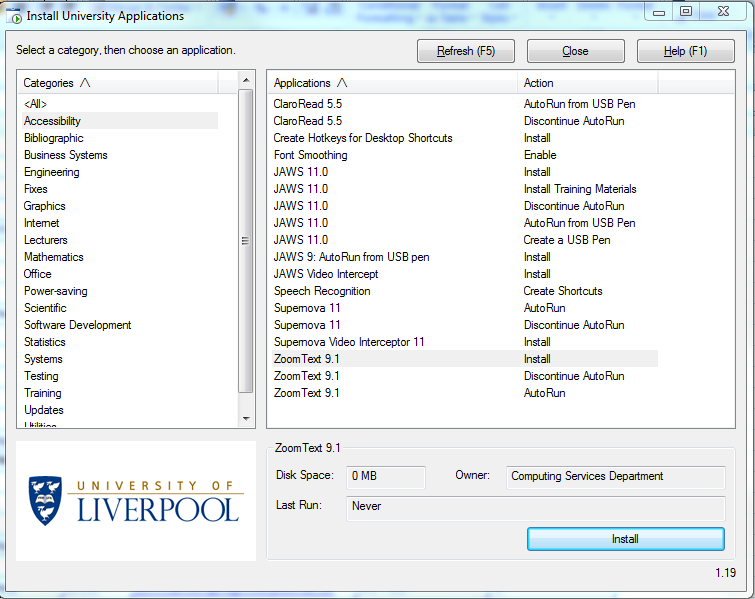 Install University Applications
Select a category, then choose an application.
Refresh (F5) Close Help (F1)
Categories
<All>
Accessibility
Bibliographic
Business Systems
Engineering
Fixes
Graphics
Internet
Lecturers
Mathematics
Office
Power-saving
Scientific
Software Development
Statistics
Systems
Testing
Training
Updates
Utilities
Applications Action
ClaroRead 5.5 AutoRun from USB Pen
ClaroRead 5.5 Discontinue AutoRun
Create Hotkeys for Desktop Shortcuts Install
Font Smoothing Enable
JAWS 11.0 Install
JAWS 11.0 Install Training Materials
JAWS 11.0 Discontinue AutoRun
JAWS 11.0 AutoRun from USB Pen
JAWS 11.0 Create a USB Pen
JAWS 9: AutoRun from USB pen Install
JAWS Video Intercept Install
Speech Recognition Create Shortcuts
Supernova 11 AutoRun
Supernova 11 Discontinue AutoRun
Supernova Video Interceptor 11 Install
ZoomText 9.1 Install
ZoomText 9.1 Discontinue AutoRun
ZoomText 9.1 AutoRun
UNIVERSITY OF
LIVERPOOL
ZoomText 9.1
Disk Space: 0 MB Owner: Computing Services Department
Last Run: Never
Install
1.19